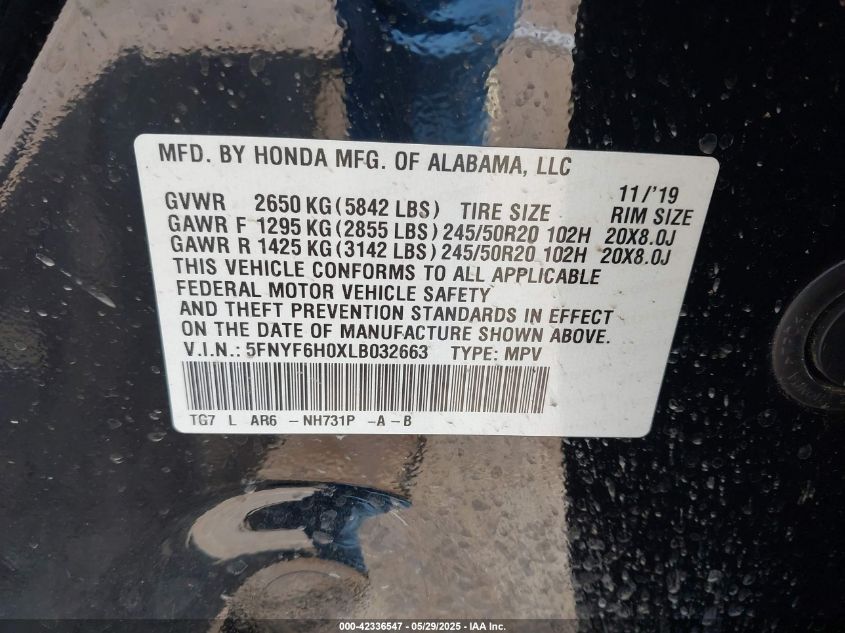 MFD. BY HONDA MFG. OF ALABAMA, LLC
11/'19
GVWR 2650 KG (5842 LBS) TIRE SIZE RIM SIZE
GAWR F 1295 KG (2855 LBS) 245/50R20 102H 20X8.0J
GAWR R 1425 KG (3142 LBS) 245/50R20 102H 20X8.0J
THIS VEHICLE CONFORMS TO ALL APPLICABLE
FEDERAL MOTOR VEHICLE SAFETY
AND THEFT PREVENTION STANDARDS IN EFFECT
ON THE DATE OF MANUFACTURE SHOWN ABOVE.
V.I.N.: 5FNYF6H0XLB032663 TYPE: MPV
TG7 L AR6 -NH731P -A-B
000-42336547 - 05/29/2025 - IAA Inc.